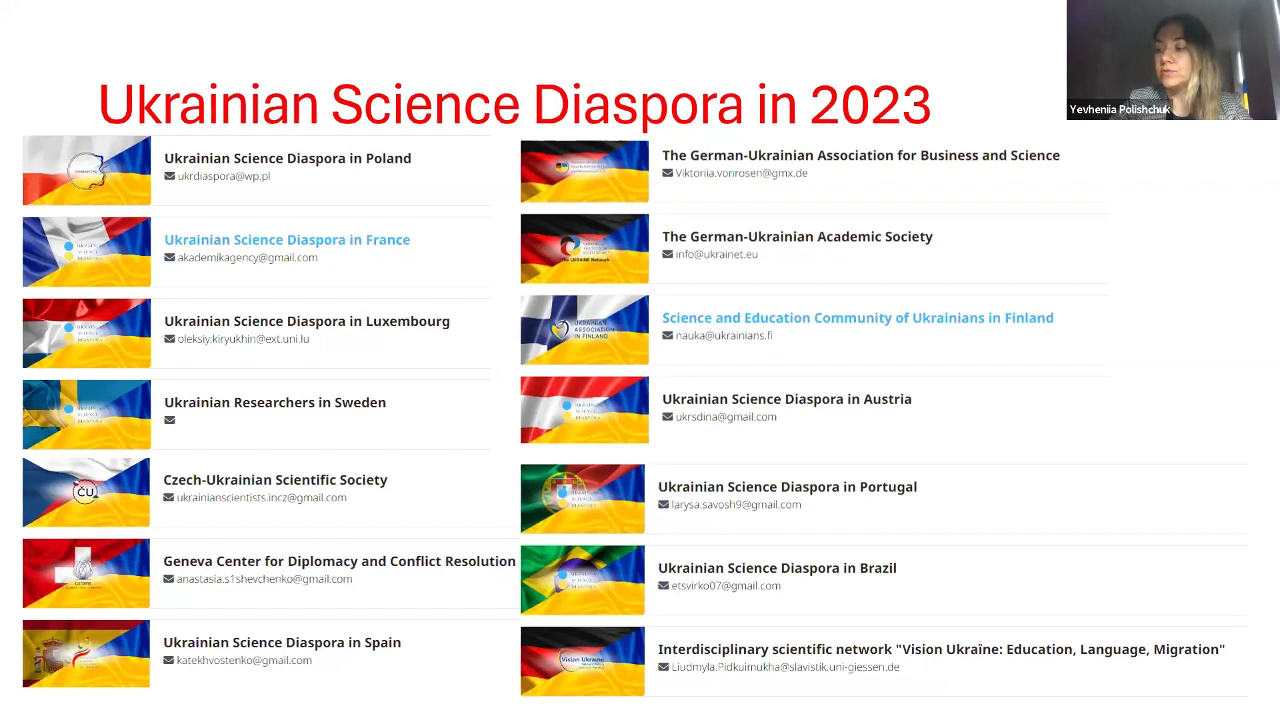 Yevheniia Polishchuk
Ukrainian Science Diaspora in 2023
Ukrainian Science Diaspora in Poland
ukrdiaspora@wp.pl
Ukrainian Science Diaspora in France
akademikagency@gmail.com
Ukrainian Science Diaspora in Luxembourg
oleksiy.kiryukhin@ext.uni.lu
Ukrainian Researchers in Sweden
Czech-Ukrainian Scientific Society
ukrainianscientists.incz@gmail.com
Geneva Center for Diplomacy and Conflict Resolution
anastasia.s1shevchenko@gmail.com
Ukrainian Science Diaspora in Spain
katekhvostenko@gmail.com
The German-Ukrainian Association for Business and Science
Viktoriia.vonrosen@gmx.de
The German-Ukrainian Academic Society
info@ukrainet.eu
Science and Education Community of Ukrainians in Finland
nauka@ukrainians.fi
UKRAINIAN
ASSOCIATION
IN FINLAND
Ukrainian Science Diaspora in Austria
ukrsdina@gmail.com
Ukrainian Science Diaspora in Portugal
larysa.savosh9@gmail.com
Ukrainian Science Diaspora in Brazil
etsvirko07@gmail.com
Interdisciplinary scientific network "Vision Ukraїne: Education, Language, Migration"
Liudmyla.Pidkuimukha@slavistik.uni-giessen.de
Vision Ukraine